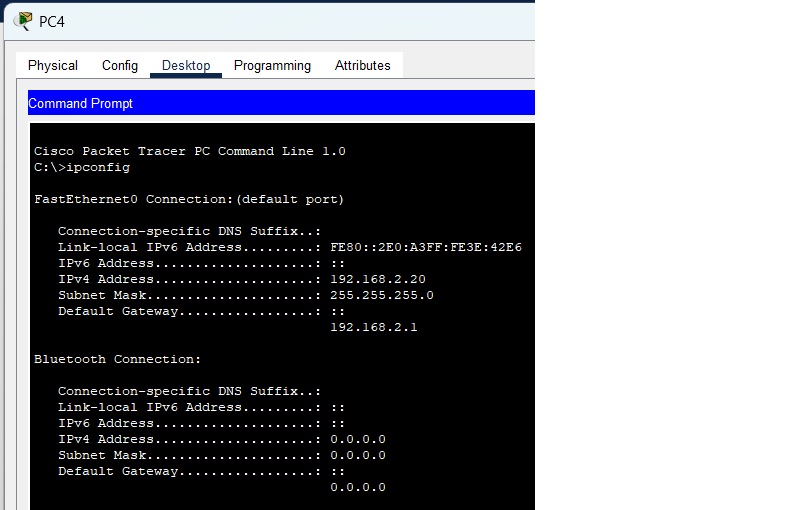 PC4
Physical Config Desktop Programming Attributes
Command Prompt
Cisco Packet Tracer PC Command Line 1.0
C:\>ipconfig
FastEthernet0 Connection:(default port)
Connection-specific DNS Suffix..:
Link-local IPv6 Address.........: FE80::2E0:A3FF:FE3E:42E6
IPv6 Address....................: ::
IPv4 Address....................: 192.168.2.20
Subnet Mask.....................: 255.255.255.0
Default Gateway.................: ::
192.168.2.1
Bluetooth Connection:
Connection-specific DNS Suffix..:
Link-local IPv6 Address.........: ::
IPv6 Address....................: ::
IPv4 Address....................: 0.0.0.0
Subnet Mask.....................: 0.0.0.0
Default Gateway.................: ::
0.0.0.0